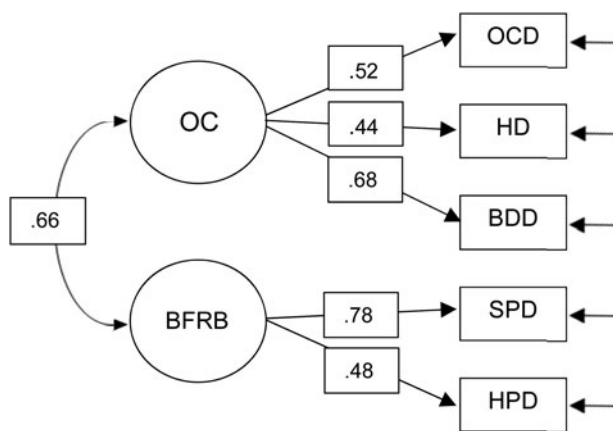 OCD
.52
OC
.44
HD
.68
BDD
.66
BFRB
.78
SPD
.48
HPD